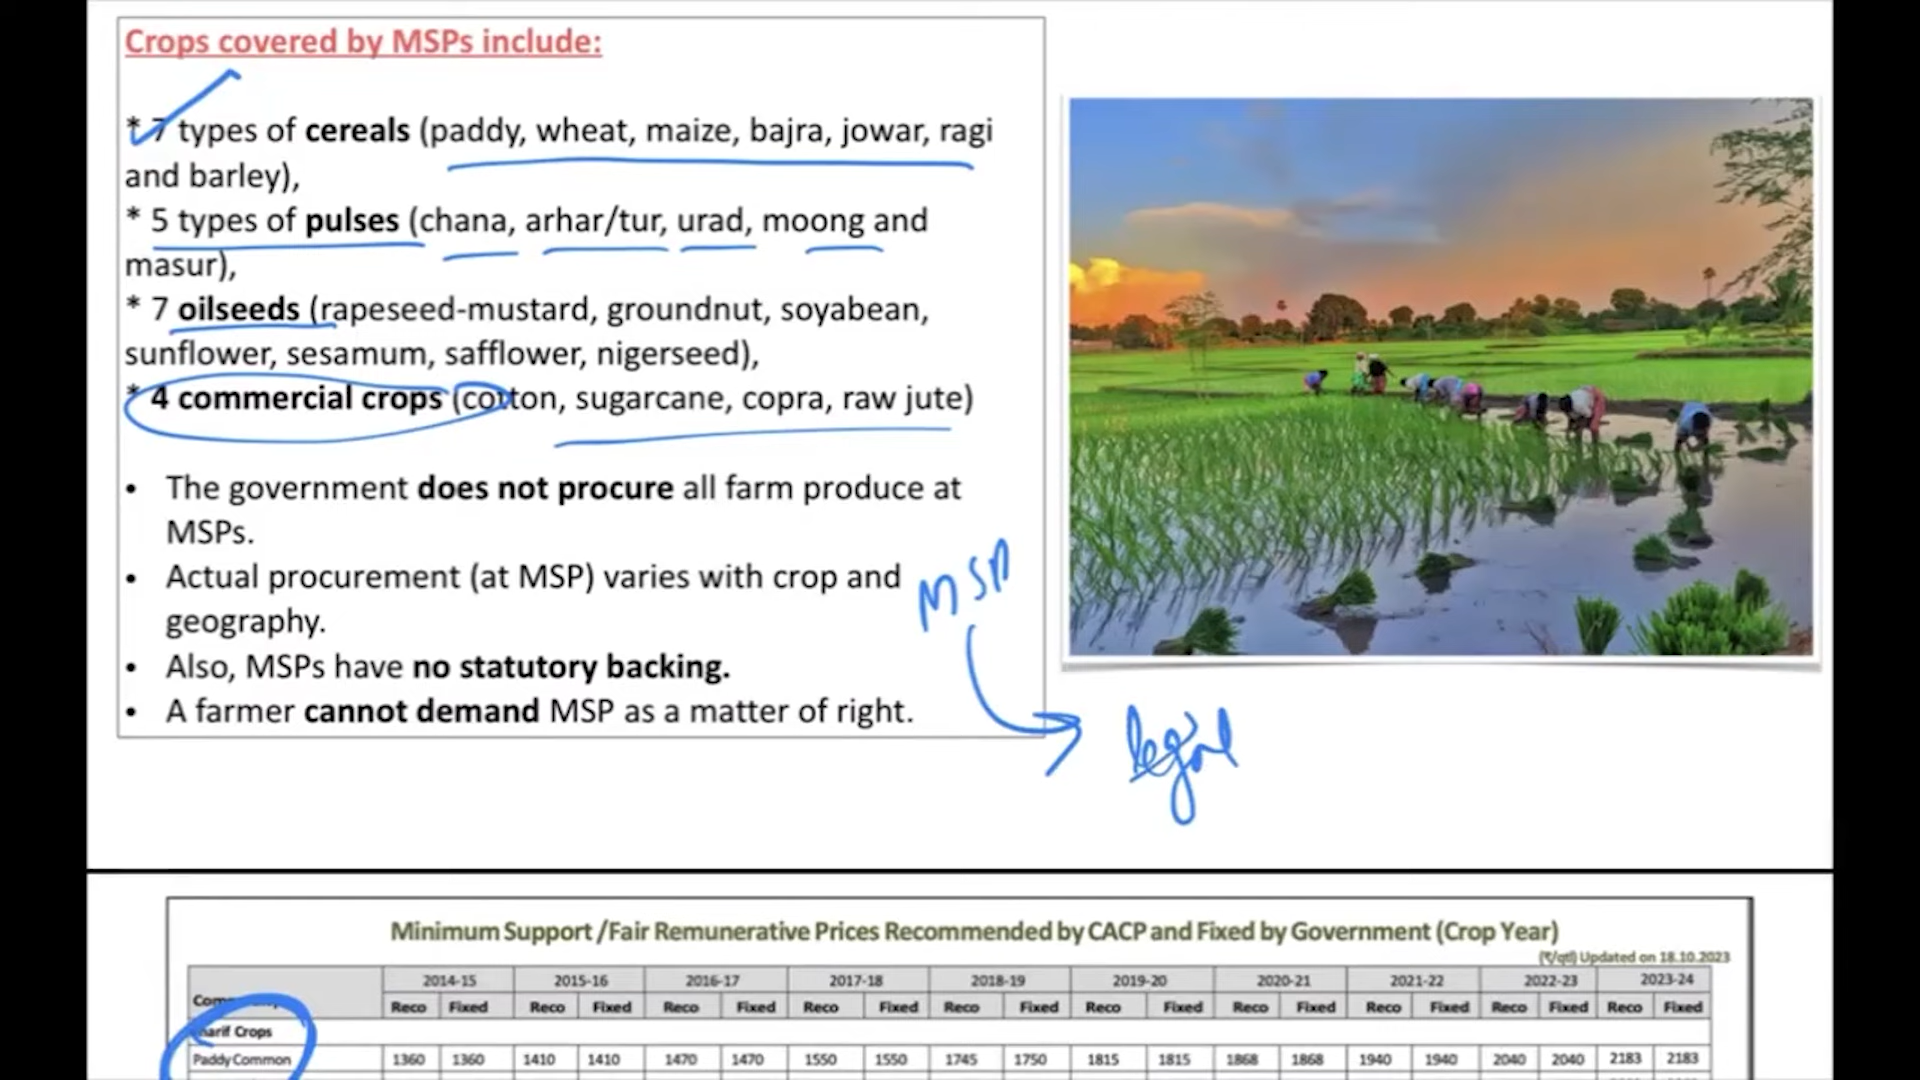 Crops covered by MSPs include:
* 7 types of cereals (paddy, wheat, maize, bajra, jowar, ragi
and barley),
* 5 types of pulses (chana, arhar/tur, urad, moong and
masur),
* 7 oilseeds (rapeseed-mustard, groundnut, soyabean,
sunflower, sesamum, safflower, nigerseed),
* 4 commercial crops (cotton, sugarcane, copra, raw jute)
• The government does not procure all farm produce at
MSPs.
• Actual procurement (at MSP) varies with crop and
geography.
• Also, MSPs have no statutory backing.
• A farmer cannot demand MSP as a matter of right.
MSP
legal
Minimum Support /Fair Remunerative Prices Recommended by CACP and Fixed by Government (Crop Year)
(₹/qtl) Updated on 18.10.2023
2014-15 2015-16 2016-17 2017-18 2018-19 2019-20 2020-21 2021-22 2022-23 2023-24
Reco Fixed Reco Fixed Reco Fixed Reco Fixed Reco Fixed Reco Fixed Reco Fixed Reco Fixed Reco Fixed Reco Fixed
Crops
Paddy Common 1360 1360 1410 1410 1470 1470 1550 1550 1745 1750 1815 1815 1868 1868 1940 1940 2040 2040 2183 2183